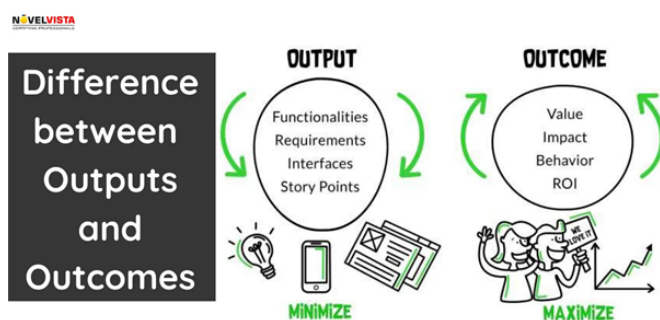 NOVELVISTA
CERTIFYING PROFESSIONALS
Difference
between
Outputs
and
Outcomes
OUTPUT
Functionalities
Requirements
Interfaces
Story Points
MINIMIZE
OUTCOME
Value
Impact
Behavior
ROI
WE
LOVE IT
MAXIMIZE